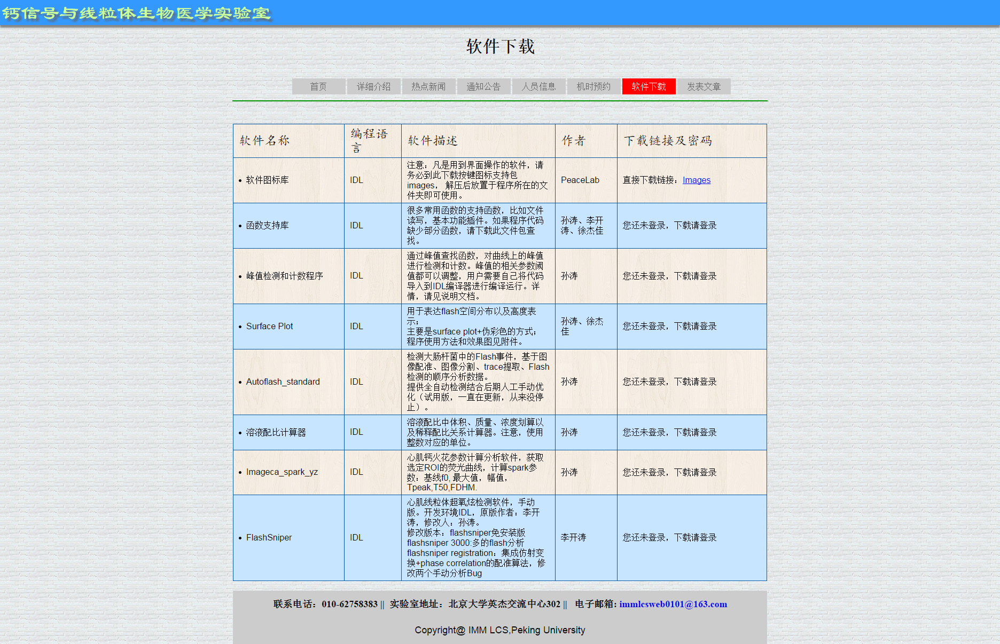 钙信号与线粒体生物医学实验室
软件下载
首页 详细介绍 热点新闻 通知公告 人员信息 机时预约 软件下载 发表文章
软件名称
编程语
言
软件描述
作者
下载链接及密码
软件图标库
IDL
注意：凡是用到界面操作的软件，请
务必到此下载按键图标支持包
images， 解压后放置于程序所在的文
件夹即可使用。
PeaceLab
直接下载链接：Images
函数支持库
IDL
很多常用函数的支持函数，比如文件
读写，基本功能插件。如果程序代码
缺少部分函数，请下载此文件包查
找。
孙涛、李开
涛、徐杰佳
您还未登录，下载请登录
峰值检测和计数程序
IDL
通过峰值查找函数，对曲线上的峰值
进行检测和计数。峰值的相关参数阈
值都可以调整，用户需要自己将代码
导入到IDL编译器进行编译运行。详
情，请见说明文档。
孙涛
您还未登录，下载请登录
Surface Plot
IDL
用于表达flash空间分布以及高度表
示；
主要是surface plot+伪彩色的方式；
程序使用方法和效果图见附件。
孙涛、徐杰
佳
您还未登录，下载请登录
Autoflash_standard
IDL
检测大肠杆菌中的Flash事件，基于图
像配准、图像分割、trace提取、Flash
检测的顺序分析数据。
提供全自动检测结合后期人工手动优
化（试用版，一直在更新，从来没停
止）。
孙涛
您还未登录，下载请登录
溶液配比计算器
IDL
溶液配比中体积、质量、浓度划算以
及稀释配比关系计算器。注意，使用
整数对应的单位。
孙涛
您还未登录，下载请登录
Imageca_spark_yz
IDL
心肌钙火花参数计算分析软件，获取
选定ROI的荧光曲线，计算spark参
数：基线f0, 最大值，幅值，
Tpeak,T50,FDHM.
孙涛
您还未登录，下载请登录
FlashSniper
IDL
心肌线粒体超氧炫检测软件，手动
版。开发环境IDL，原版作者：李开
涛，修改人：孙涛。
修改版本：flashsniper免安装版
flashsniper 3000:多的flash分析
flashsniper registration：集成仿射变
换+phase correlation的配准算法，修
改两个手动分析Bug
李开涛
您还未登录，下载请登录
联系电话：010-62758383 || 实验室地址：北京大学英杰交流中心302 || 电子邮箱: immlcsweb0101@163.com
Copyright@ IMM LCS,Peking University